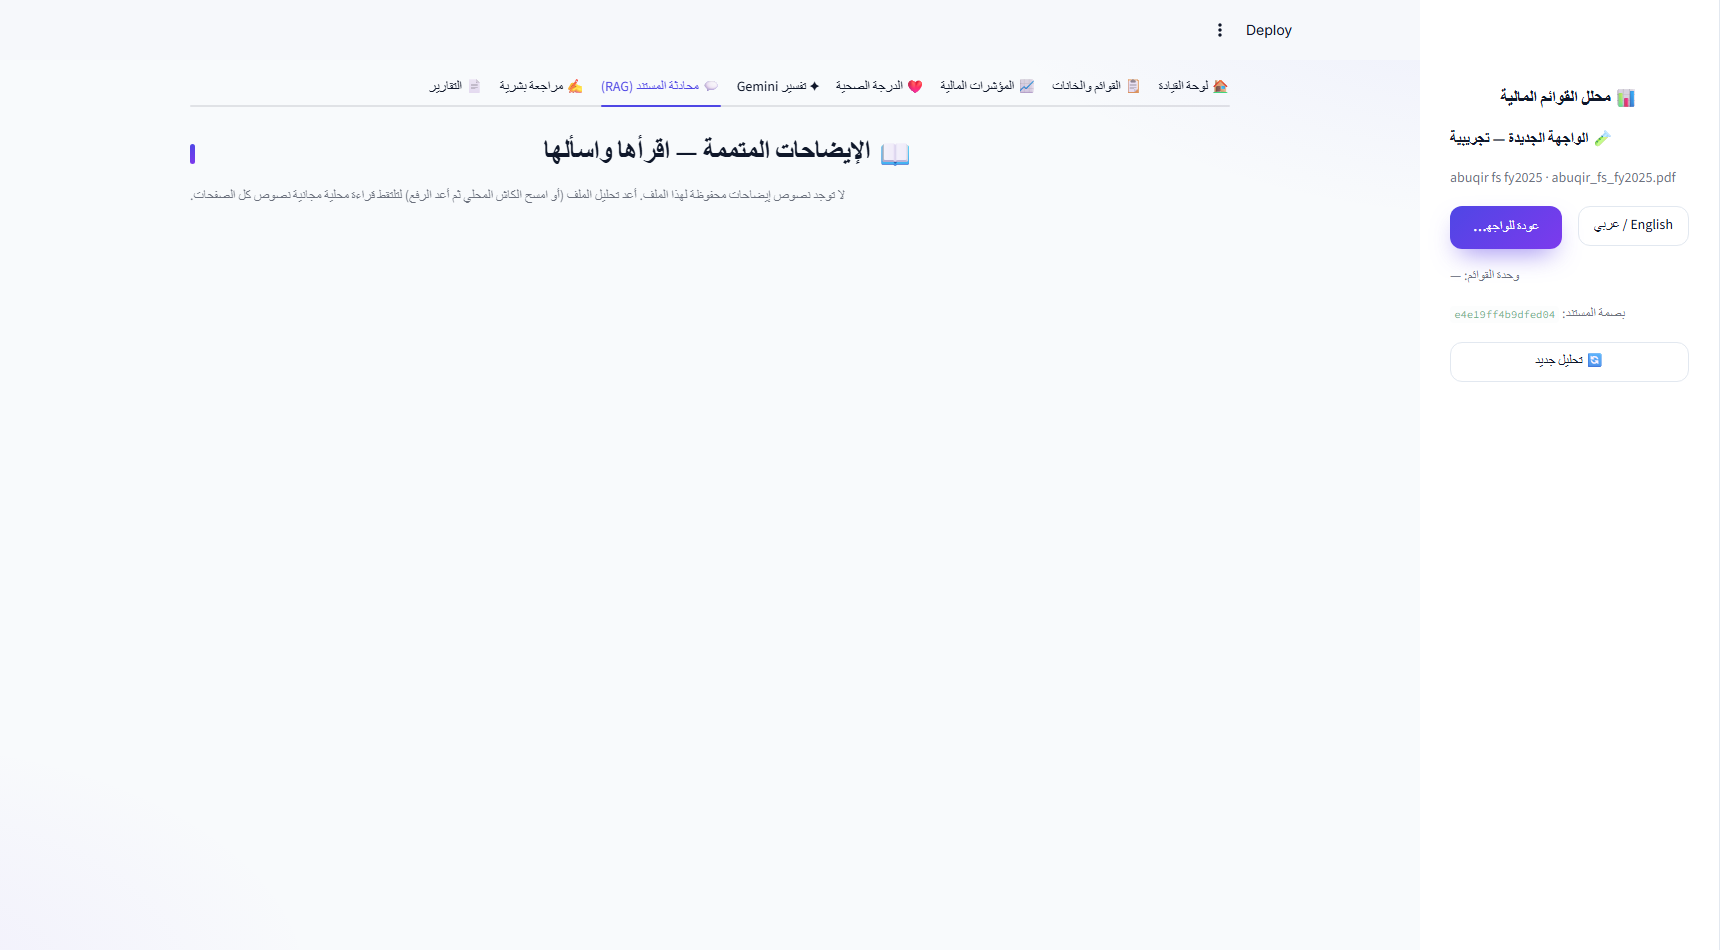 Deploy
🏠 لوحة القيادة
📋 القوائم والخانات
📈 المؤشرات المالية
❤️ الدرجة الصحية
✦ تفسير Gemini
💬 محادثة المستند (RAG)
✍️ مراجعة بشرية
📄 التقارير
📖 الإيضاحات المتممة — اقرأها واسألها
لا توجد نصوص إيضاحات محفوظة لهذا الملف. أعد تحليل الملف (أو امسح الكاش المحلي ثم أعد الرفع) لتلتقط قراءة محلية مجانية نصوص كل الصفحات.
📊 محلل القوائم المالية
🧪 الواجهة الجديدة — تجريبية
abuqir fs fy2025 · abuqir_fs_fy2025.pdf
عربي / English
عودة للواجه...
وحدة القوائم: —
بصمة المستند: e4e19ff4b9dfed04
🔄 تحليل جديد